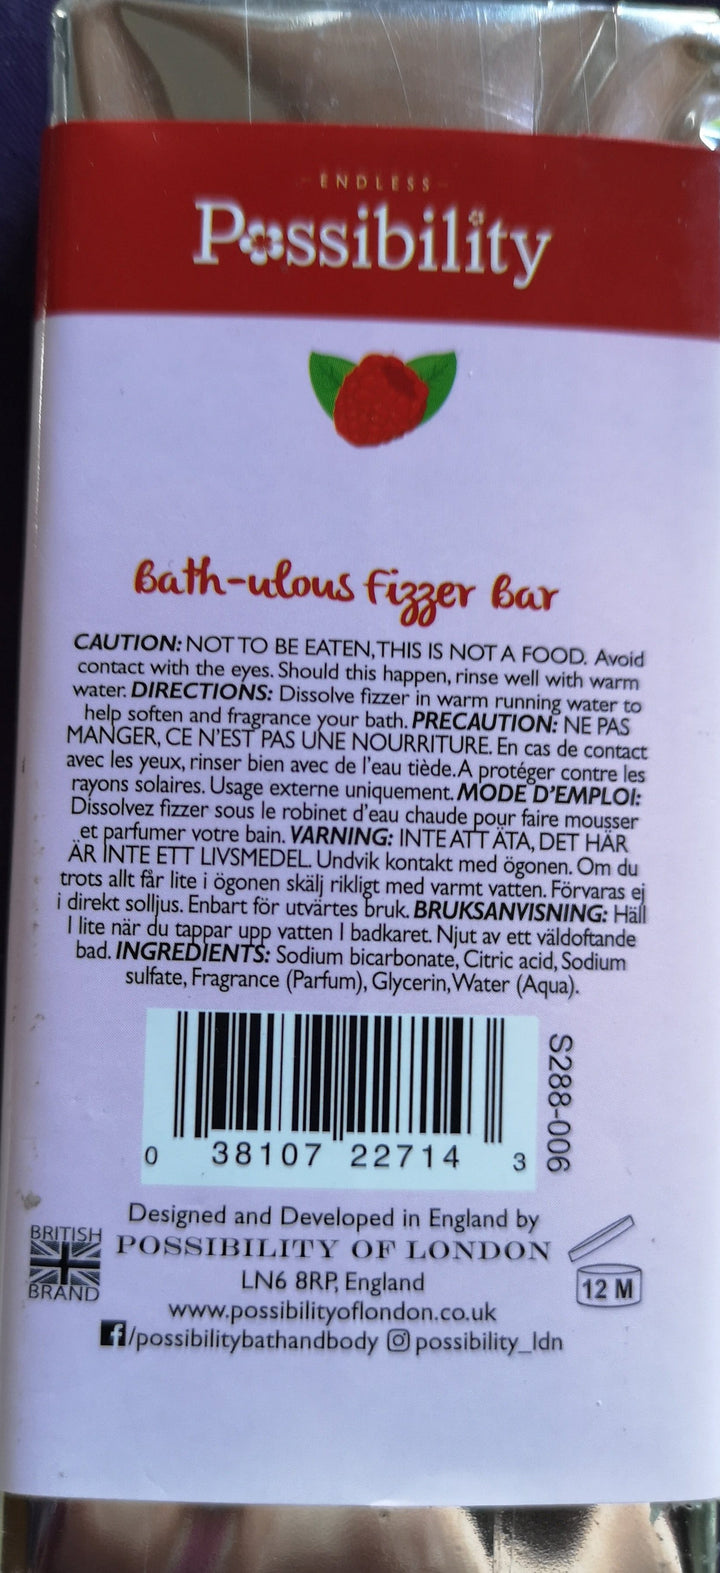 ENDLESS
Possibility
Bath-ulous Fizzer Bar
CAUTION: NOT TO BE EATEN, THIS IS NOT A FOOD. Avoid
contact with the eyes. Should this happen, rinse well with warm
water. DIRECTIONS: Dissolve fizzer in warm running water to
help soften and fragrance your bath. PRECAUTION: NE PAS
MANGER, CE N'EST PAS UNE NOURRITURE. En cas de contact
avec les yeux, rinser bien avec de l'eau tiède. A protéger contre les
rayons solaires. Usage externe uniquement. MODE D'EMPLOI:
Dissolvez fizzer sous le robinet d'eau chaude pour faire mousser
et parfumer votre bain. VARNING: INTE ATT ÄTA, DET HÄR
ÄR INTE ETT LIVSMEDEL. Undvik kontakt med ögonen. Om du
trots allt får lite i ögonen skälj rikligt med varmt vatten. Förvaras ej
i direkt solljus. Enbart för utvärtes bruk. BRUKSANVISNING: Häll
I lite när du tappar upp vatten I badkaret. Njut av ett väldoftande
bad. INGREDIENTS: Sodium bicarbonate, Citric acid, Sodium
sulfate, Fragrance (Parfum), Glycerin, Water (Aqua).
0 38107 22714 3
S288-006
Designed and Developed in England by
BRITISH
POSSIBILITY OF LONDON
BRAND
LN6 8RP, England
12 M
www.possibilityoflondon.co.uk
f/possibilitybathandbody possibility_ldn